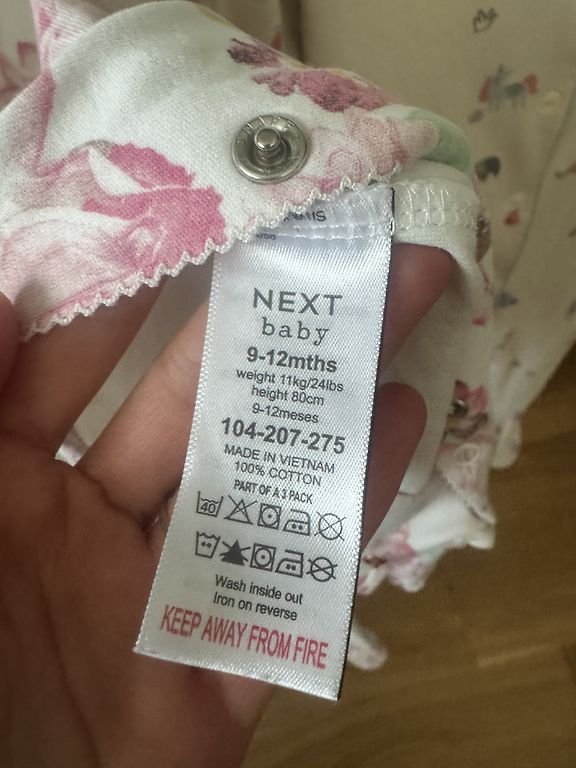 NEXT
baby
9-12mths
weight 11kg/24lbs
height 80cm
9-12meses
104-207-275
MADE IN VIETNAM
100% COTTON
PART OF A 3 PACK
40
Wash inside out
Iron on reverse
KEEP AWAY FROM FIRE